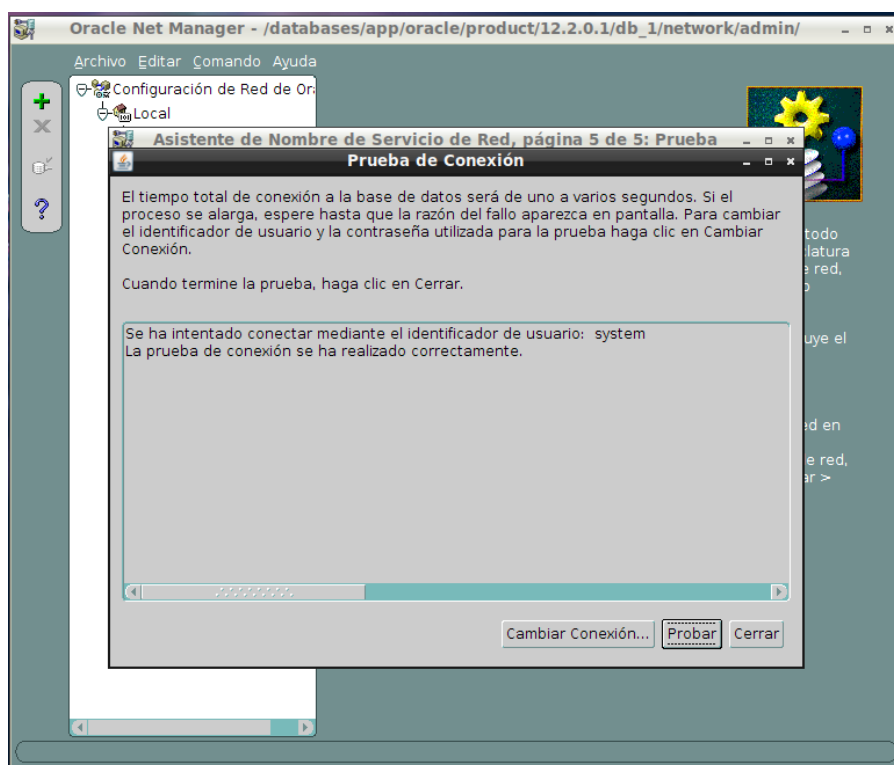 Oracle Net Manager - /databases/app/oracle/product/12.2.0.1/db_1/network/admin/
Archivo Editar Comando Ayuda
Configuración de Red de Or
Local
Asistente de Nombre de Servicio de Red, página 5 de 5: Prueba
Prueba de Conexión
El tiempo total de conexión a la base de datos será de uno a varios segundos. Si el
proceso se alarga, espere hasta que la razón del fallo aparezca en pantalla. Para cambiar
el identificador de usuario y la contraseña utilizada para la prueba haga clic en Cambiar
Conexión.
Cuando termine la prueba, haga clic en Cerrar.
Se ha intentado conectar mediante el identificador de usuario: system
La prueba de conexión se ha realizado correctamente.
Cambiar Conexión... Probar Cerrar
todo
latura
e red,
uye el
ed en
e red,
ar >